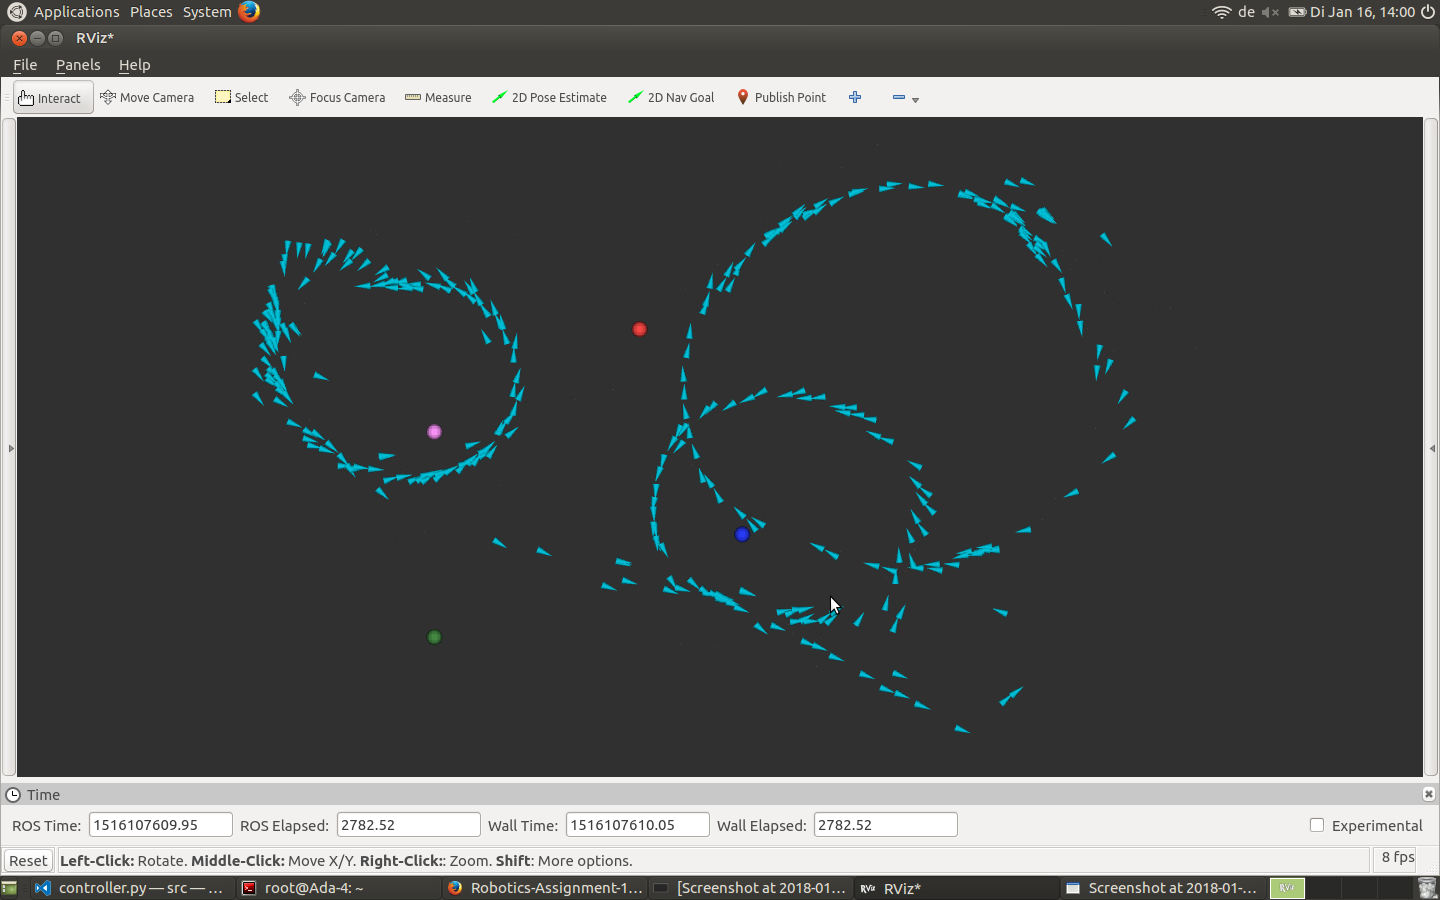 Applications Places System de Di Jan 16, 14:00
RViz*
File Panels Help
Interact Move Camera Select Focus Camera Measure 2D Pose Estimate 2D Nav Goal Publish Point
Time
ROS Time: 1516107609.95 ROS Elapsed: 2782.52 Wall Time: 1516107610.05 Wall Elapsed: 2782.52 Experimental
Reset Left-Click: Rotate. Middle-Click: Move X/Y. Right-Click:: Zoom. Shift: More options. 8 fps
controller.py — src — ... root@Ada-4: ~ Robotics-Assignment-1... [Screenshot at 2018-01... RViz RViz* Screenshot at 2018-01-... RViz